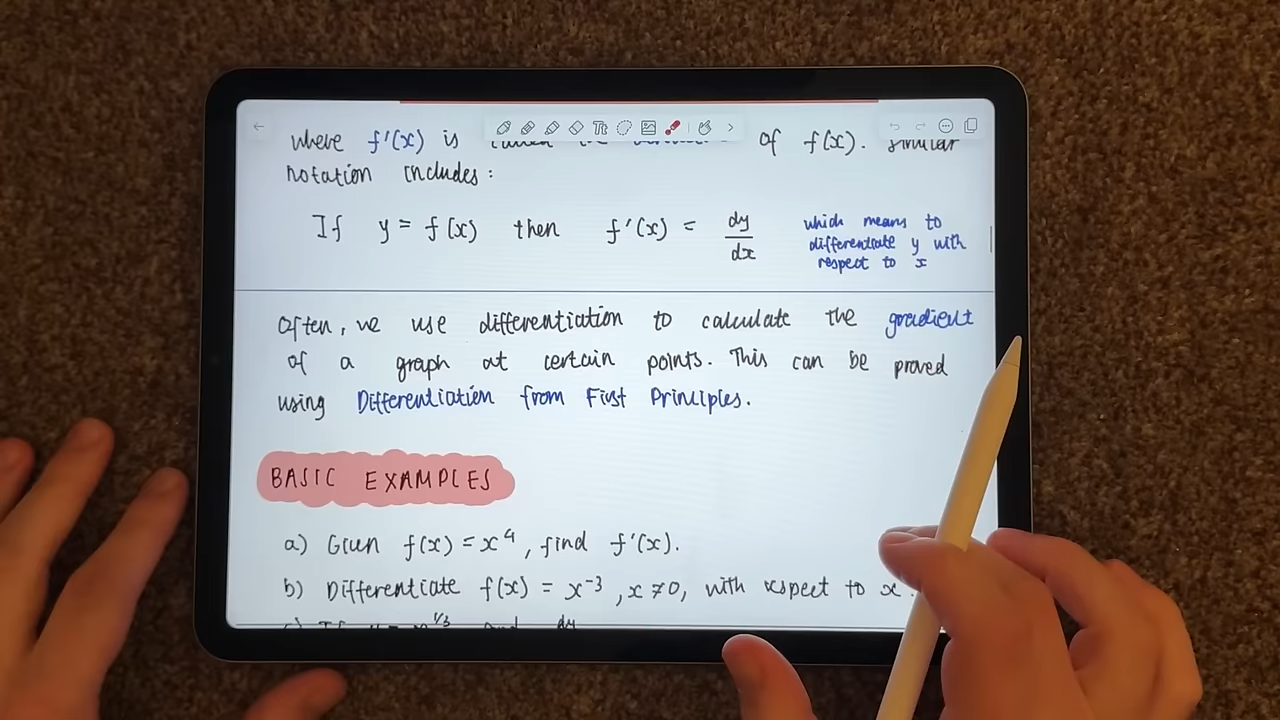 where f'(x) is of f(x). similar
notation includes:
If y = f(x) then f'(x) = dy/dx
which means to
differentiate y with
respect to x
Often, we use differentiation to calculate the gradient
of a graph at certain points. This can be proved
using Differentiation from First Principles.
BASIC EXAMPLES
a) Given f(x) = x⁴, find f'(x).
b) Differentiate f(x) = x⁻³, x ≠ 0, with respect to x.